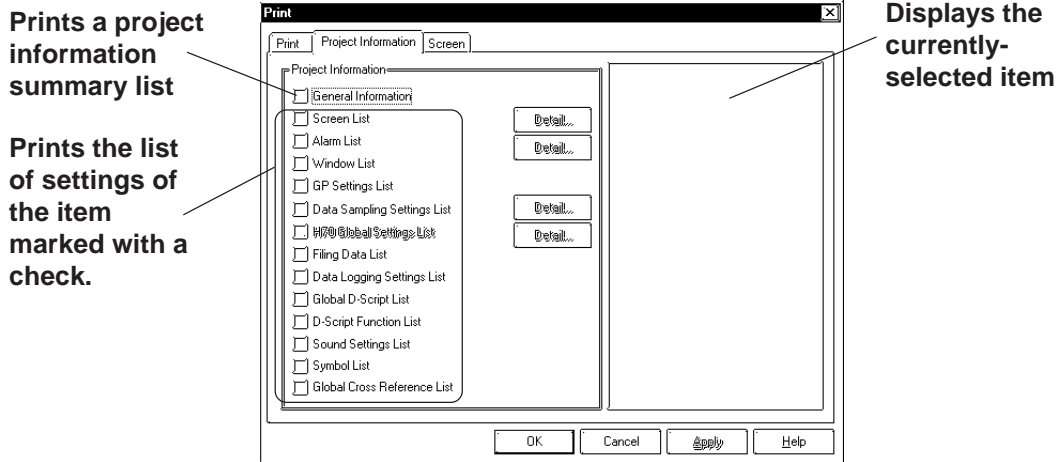 Prints a project
information
summary list
Prints the list
of settings of
the item
marked with a
check.
Print
Print Project Information Screen
Project Information
General Information
Screen List Detail...
Alarm List Detail...
Window List
GP Settings List
Data Sampling Settings List Detail...
H70 Global Settings List Detail...
Filing Data List
Data Logging Settings List
Global D-Script List
D-Script Function List
Sound Settings List
Symbol List
Global Cross Reference List
OK Cancel Apply Help
Displays the
currently-
selected item